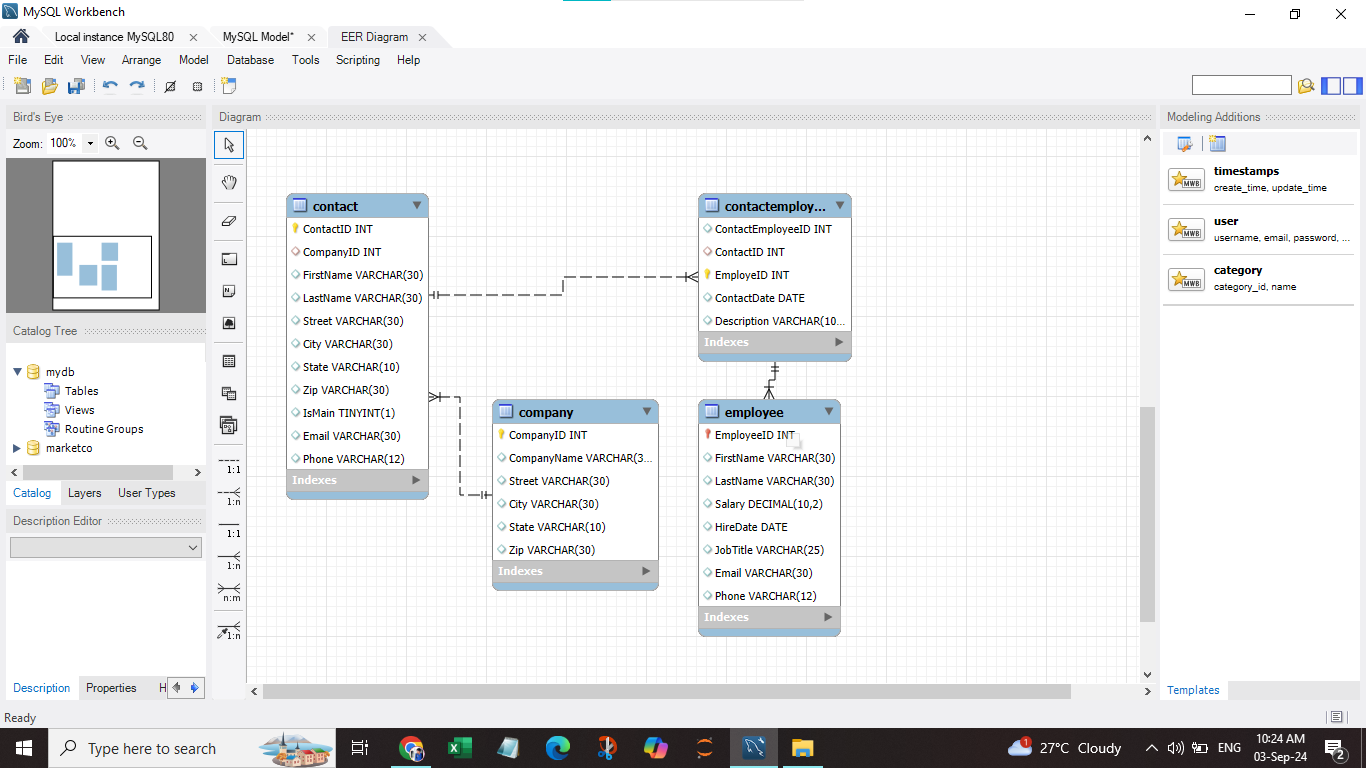 MySQL Workbench
Local instance MySQL80
MySQL Model*
EER Diagram
File Edit View Arrange Model Database Tools Scripting Help
Bird's Eye
Zoom: 100%
Catalog Tree
mydb
Tables
Views
Routine Groups
marketco
Catalog Layers User Types
Description Editor
Description Properties H
Diagram
1:1
1:n
1:1
1:n
n:m
1:n
contact
ContactID INT
CompanyID INT
FirstName VARCHAR(30)
LastName VARCHAR(30)
Street VARCHAR(30)
City VARCHAR(30)
State VARCHAR(10)
Zip VARCHAR(30)
IsMain TINYINT(1)
Email VARCHAR(30)
Phone VARCHAR(12)
Indexes
company
CompanyID INT
CompanyName VARCHAR(3...
Street VARCHAR(30)
City VARCHAR(30)
State VARCHAR(10)
Zip VARCHAR(30)
Indexes
contactemploy...
ContactEmployeeID INT
ContactID INT
EmployeID INT
ContactDate DATE
Description VARCHAR(10...
Indexes
employee
EmployeeID INT
FirstName VARCHAR(30)
LastName VARCHAR(30)
Salary DECIMAL(10,2)
HireDate DATE
JobTitle VARCHAR(25)
Email VARCHAR(30)
Phone VARCHAR(12)
Indexes
Modeling Additions
MWB
timestamps
create_time, update_time
MWB
user
username, email, password, ...
MWB
category
category_id, name
Templates
Ready
Type here to search
1
27°C Cloudy
ENG
10:24 AM
03-Sep-24
2